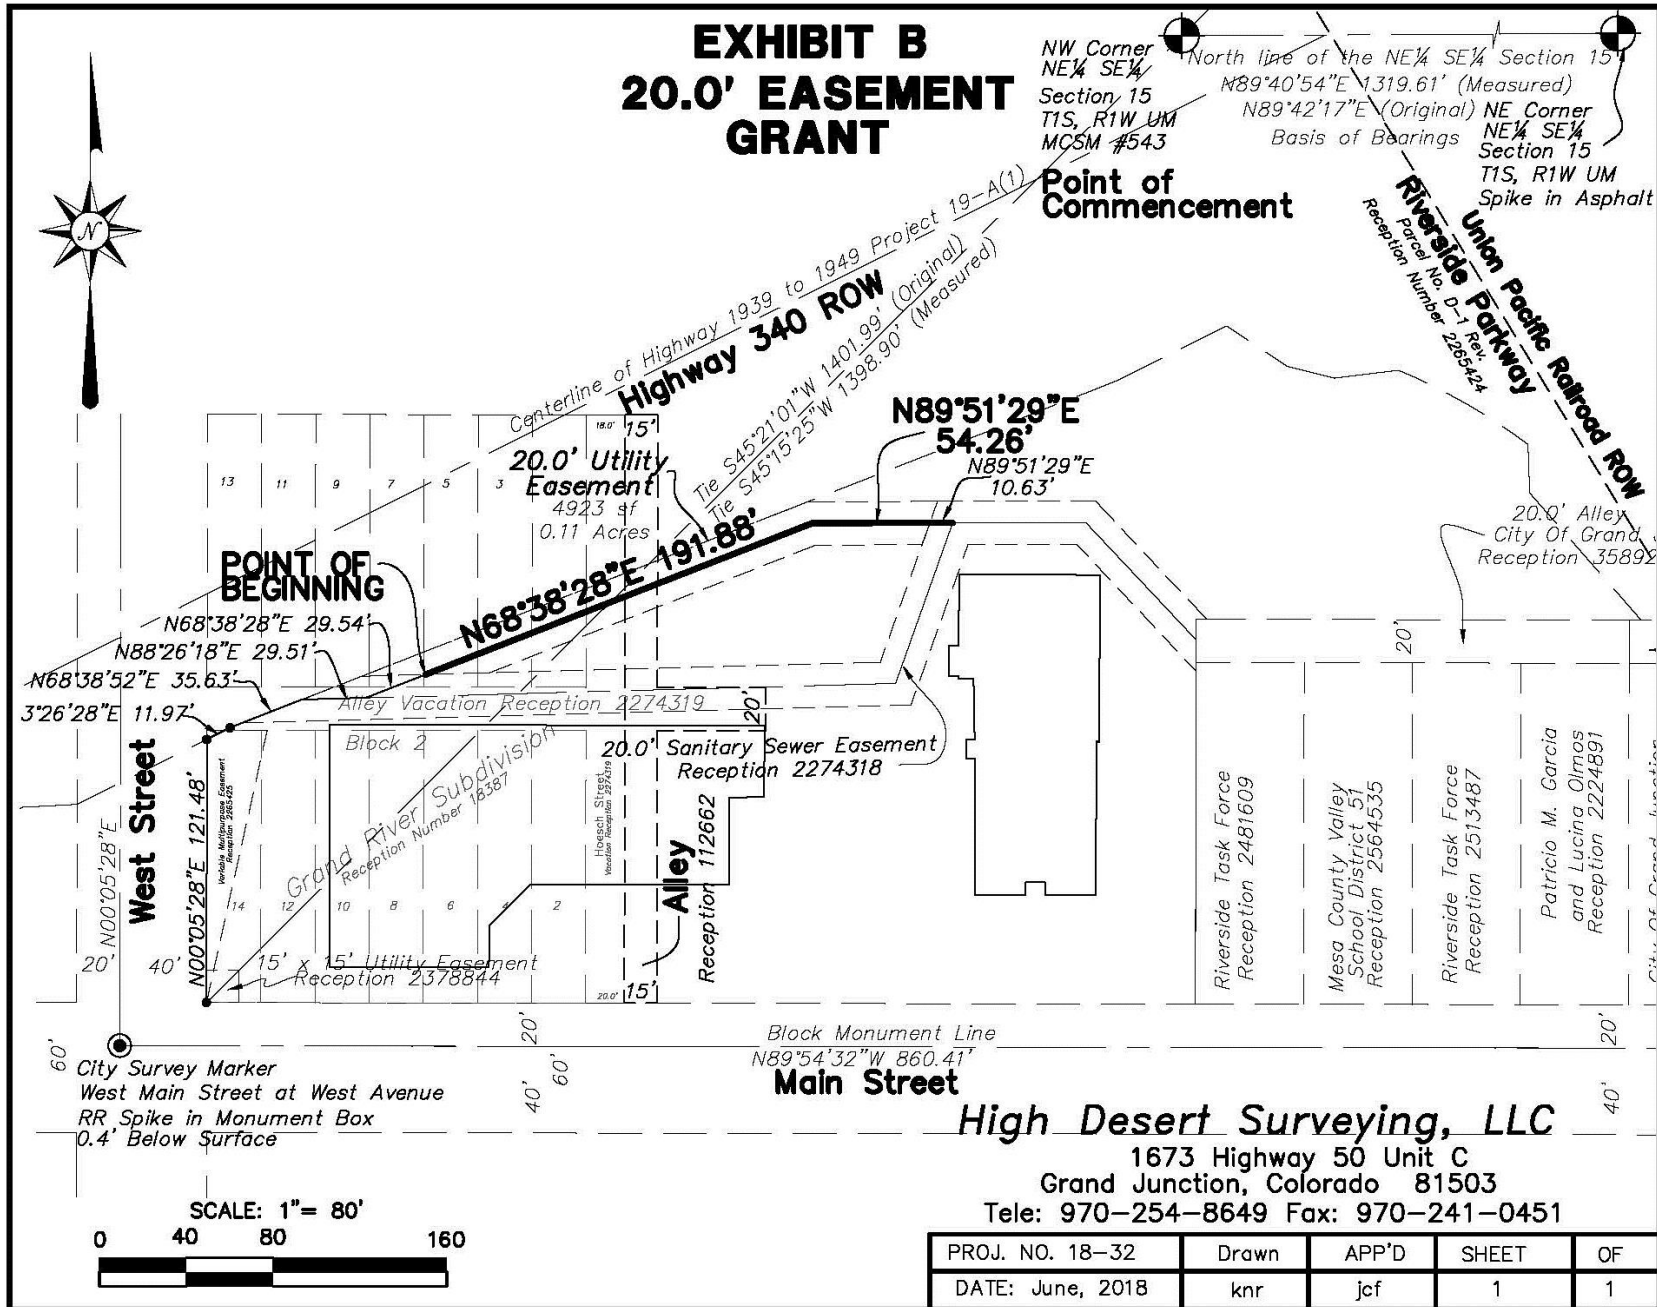 EXHIBIT B
20.0' EASEMENT
GRANT
NW Corner
NE¼ SE¼
Section 15
T1S, R1W UM
MCSM #543
North line of the NE¼ SE¼ Section 15
N89°40'54"E 1319.61' (Measured)
N89°42'17"E (Original)
Basis of Bearings
NE Corner
NE¼ SE¼
Section 15
T1S, R1W UM
Spike in Asphalt
Point of
Commencement
N
Centerline of Highway 1939 to 1949 Project 19-A(1)
Highway 340 ROW
Tie S45°21'01"W 1401.99' (Original)
Tie S45°15'25"W 1398.90' (Measured)
Riverside Parkway
Parcel No. D-1 Rev.
Reception Number 2265424
Union Pacific Railroad ROW
N89°51'29"E
54.26'
N89°51'29"E
10.63'
18.0'
15'
20.0' Utility
Easement
4923 sf
0.11 Acres
13
11
9
7
5
3
20.0' Alley
City Of Grand
Reception 35892
POINT OF
BEGINNING
N68°38'28"E 191.88'
N68°38'28"E 29.54'
N88°26'18"E 29.51'
N68°38'52"E 35.63'
3°26'28"E 11.97'
Alley Vacation Reception 2274319
20'
Block 2
20.0' Sanitary Sewer Easement
Reception 2274318
20'
West Street
N00°05'28"E
N00°05'28"E 121.48'
Variable Multipurpose Easement
Reception 2265425
Grand River Subdivision
Reception Number 18387
Hoesch Street
Vacation Reception 2274319
Alley
Reception 112662
14
12
10
8
6
4
2
20'
40'
15' x 15' Utility Easement
Reception 2378844
20.0'
15'
Riverside Task Force
Reception 2481609
Mesa County Valley
School District 51
Reception 2564535
Riverside Task Force
Reception 2513487
Patricio M. Garcia
and Lucina Olmos
Reception 2224891
City Of Grand Junction
60'
20'
40'
60'
Block Monument Line
N89°54'32"W 860.41'
Main Street
20'
40'
City Survey Marker
West Main Street at West Avenue
RR Spike in Monument Box
0.4' Below Surface
High Desert Surveying, LLC
1673 Highway 50 Unit C
Grand Junction, Colorado 81503
Tele: 970-254-8649 Fax: 970-241-0451
SCALE: 1"= 80'
0 40 80 160
PROJ. NO. 18-32 Drawn APP'D SHEET OF
DATE: June, 2018 knr jcf 1 1